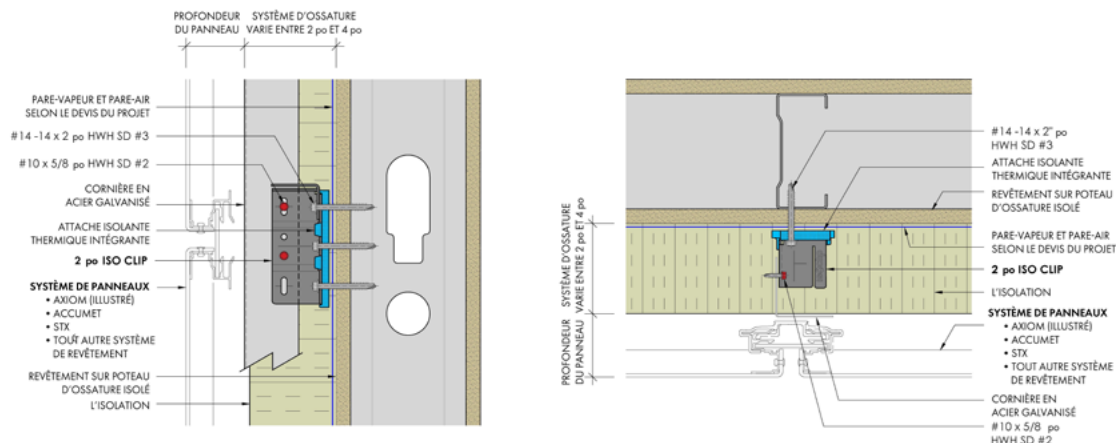 PROFONDEUR
DU PANNEAU
SYSTÈME D'OSSATURE
VARIE ENTRE 2 po ET 4 po
PARE-VAPEUR ET PARE-AIR
SELON LE DEVIS DU PROJET
#14 -14 x 2 po HWH SD #3
#10 x 5/8 po HWH SD #2
CORNIÈRE EN
ACIER GALVANISÉ
ATTACHE ISOLANTE
THERMIQUE INTÉGRANTE
2 po ISO CLIP
SYSTÈME DE PANNEAUX
• AXIOM (ILLUSTRÉ)
• ACCUMET
• STX
• TOUT AUTRE SYSTÈME
DE REVÊTEMENT
REVÊTEMENT SUR POTEAU
D'OSSATURE ISOLÉ
L'ISOLATION
SYSTÈME D'OSSATURE
VARIE ENTRE 2 po ET 4 po
PROFONDEUR
DU PANNEAU
#14 -14 x 2" po
HWH SD #3
ATTACHE ISOLANTE
THERMIQUE INTÉGRANTE
REVÊTEMENT SUR POTEAU
D'OSSATURE ISOLÉ
PARE-VAPEUR ET PARE-AIR
SELON LE DEVIS DU PROJET
2 po ISO CLIP
L'ISOLATION
SYSTÈME DE PANNEAUX
• AXIOM (ILLUSTRÉ)
• ACCUMET
• STX
• TOUT AUTRE SYSTÈME
DE REVÊTEMENT
CORNIÈRE EN
ACIER GALVANISÉ
#10 x 5/8 po
HWH SD #2